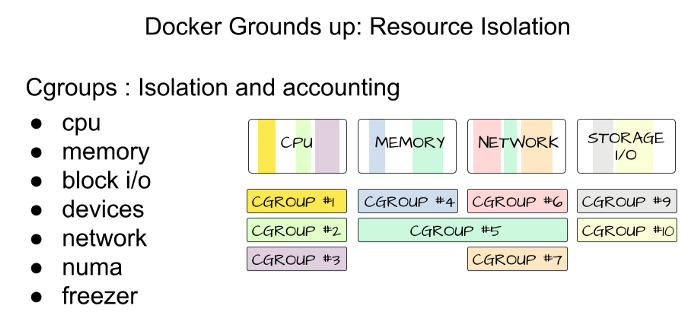 Docker Grounds up: Resource Isolation
Cgroups : Isolation and accounting
● cpu
● memory
● block i/o
● devices
● network
● numa
● freezer
CPU
MEMORY
NETWORK
STORAGE
I/O
CGROUP #1
CGROUP #4
CGROUP #6
CGROUP #9
CGROUP #2
CGROUP #5
CGROUP #10
CGROUP #3
CGROUP #7